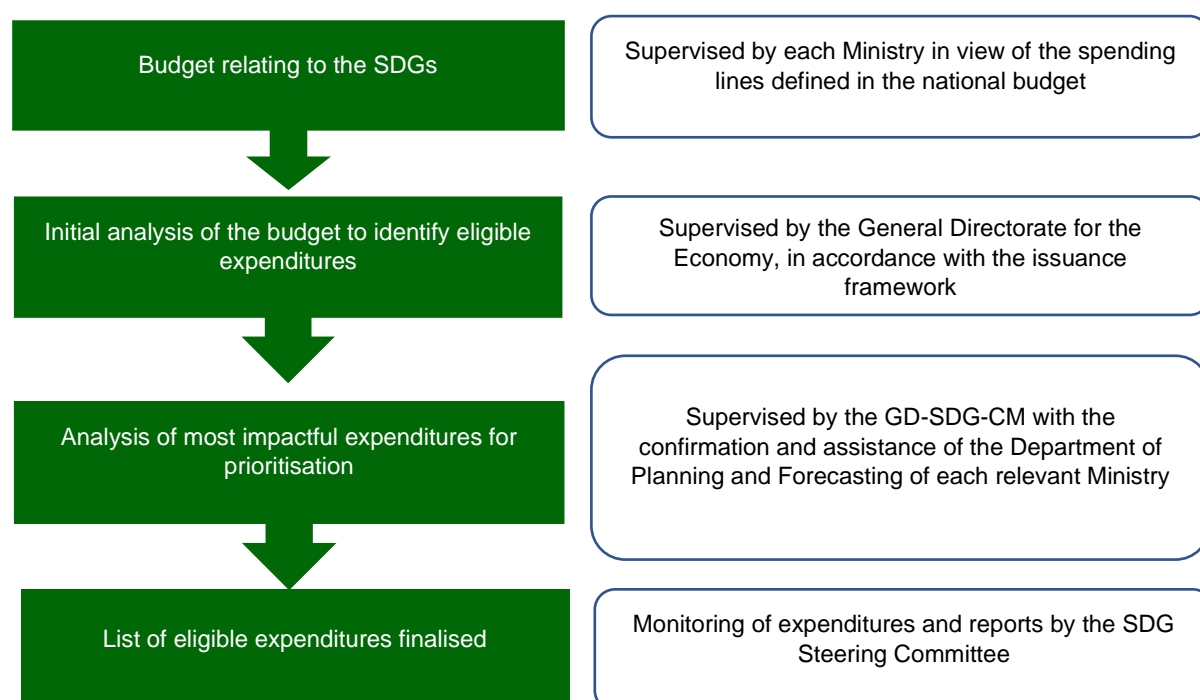 Budget relating to the SDGs
Supervised by each Ministry in view of the spending
lines defined in the national budget
Initial analysis of the budget to identify eligible
expenditures
Supervised by the General Directorate for the
Economy, in accordance with the issuance
framework
Analysis of most impactful expenditures for
prioritisation
Supervised by the GD-SDG-CM with the
confirmation and assistance of the Department of
Planning and Forecasting of each relevant Ministry
List of eligible expenditures finalised
Monitoring of expenditures and reports by the SDG
Steering Committee